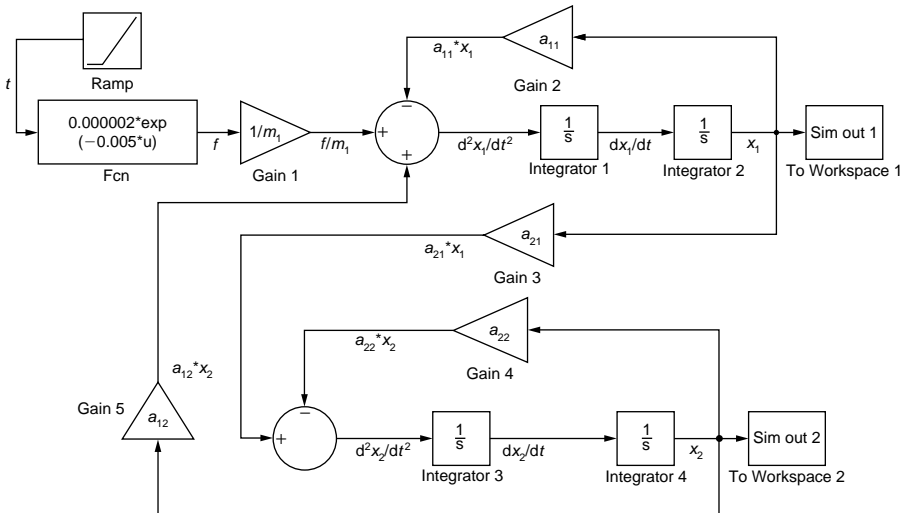 a₁₁*x₁
a₁₁
Gain 2
Ramp
t
0.000002*exp
(−0.005*u)
Fcn
f
1/m₁
Gain 1
f/m₁
−
+
+
d²x₁/dt²
1/s
Integrator 1
dx₁/dt
1/s
Integrator 2
x₁
Sim out 1
To Workspace 1
a₂₁*x₁
a₂₁
Gain 3
a₂₂*x₂
a₂₂
Gain 4
a₁₂*x₂
Gain 5
a₁₂
−
+
d²x₂/dt²
1/s
Integrator 3
dx₂/dt
1/s
Integrator 4
x₂
Sim out 2
To Workspace 2